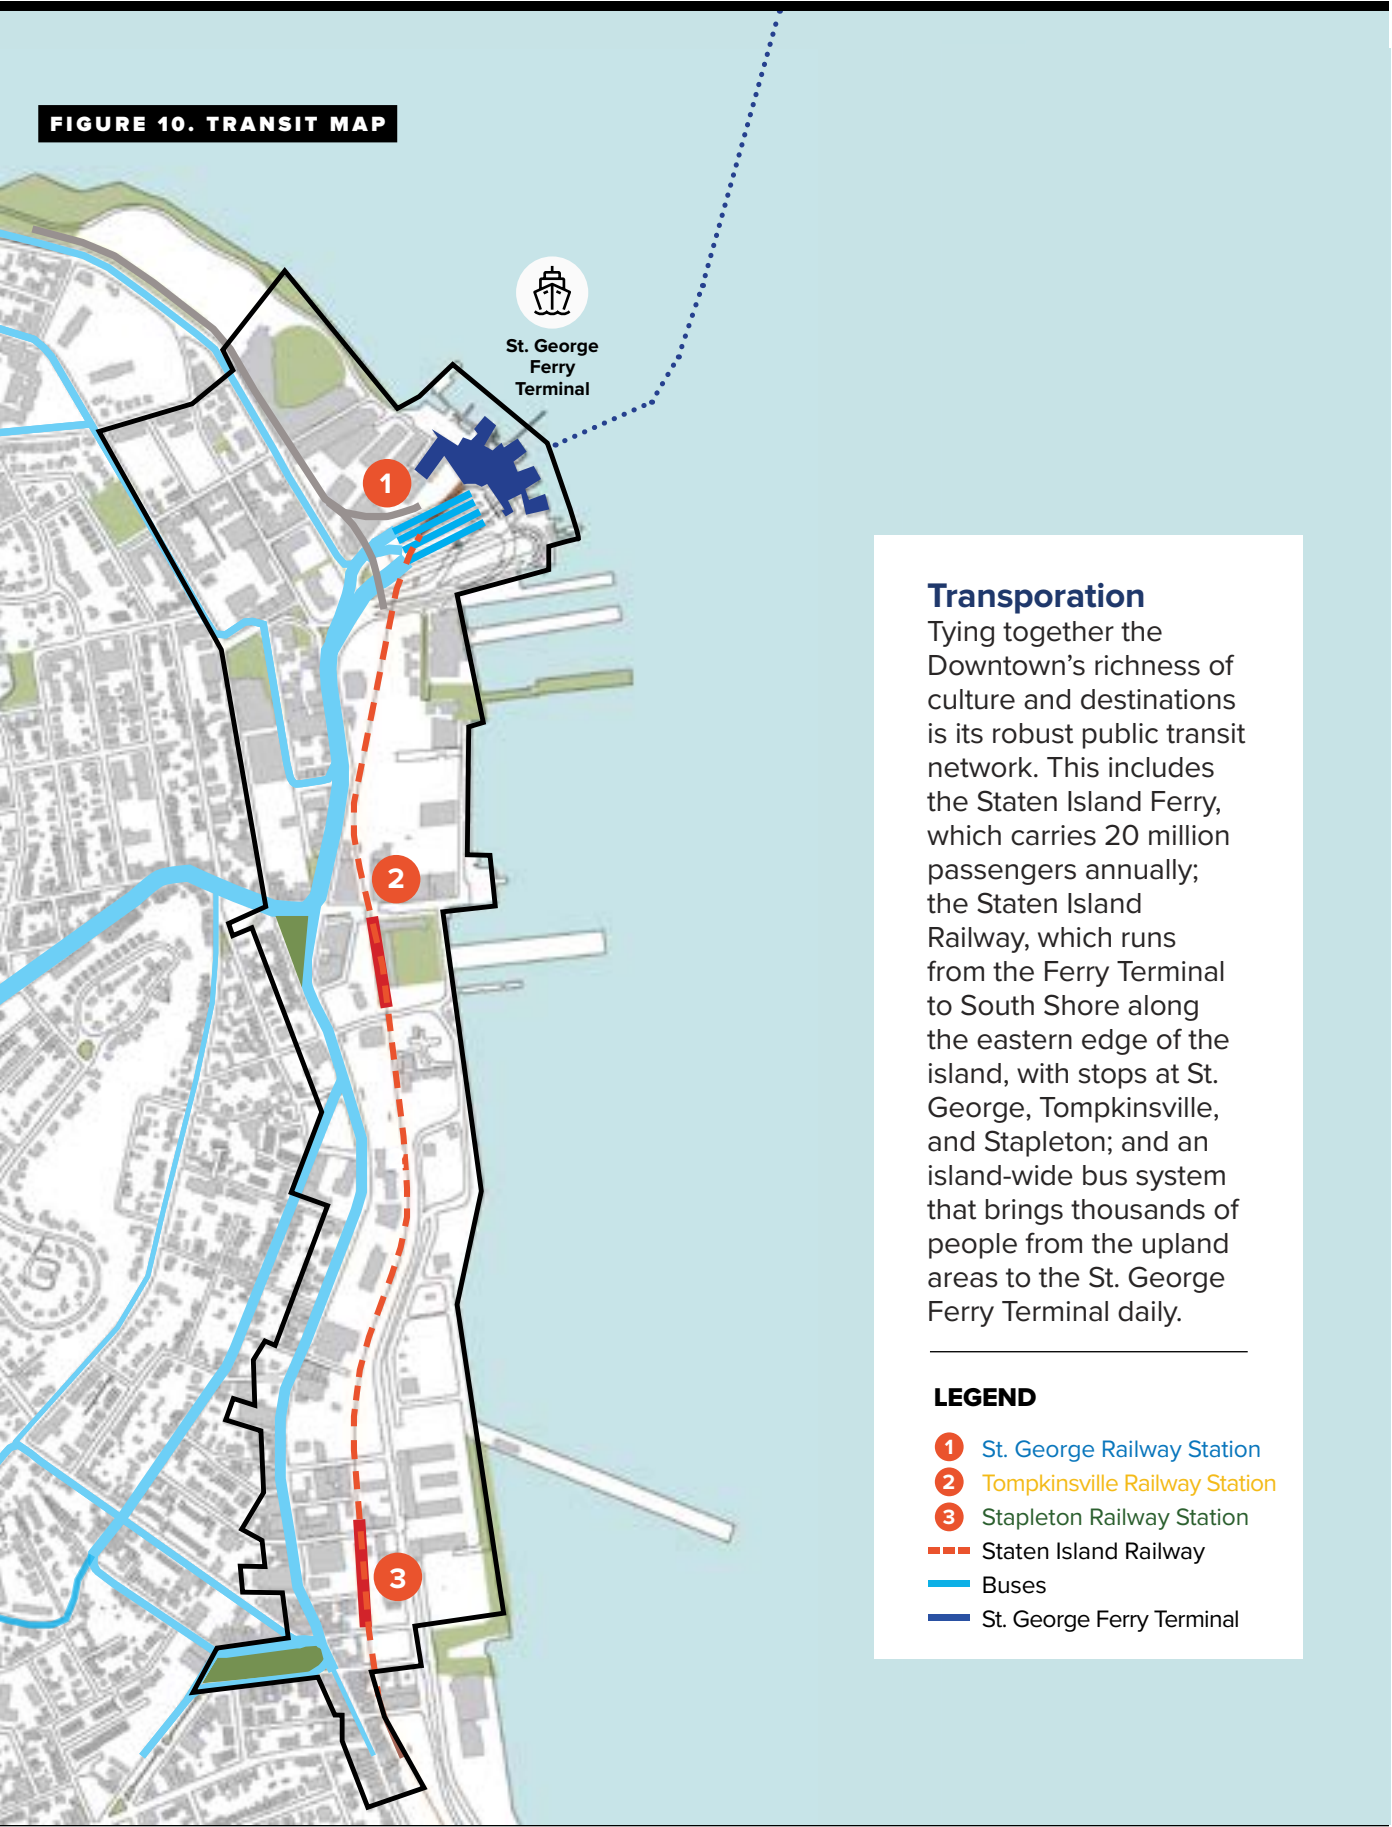 FIGURE 10. TRANSIT MAP
St. George
Ferry
Terminal
1
2
3
Transporation
Tying together the
Downtown’s richness of
culture and destinations
is its robust public transit
network. This includes
the Staten Island Ferry,
which carries 20 million
passengers annually;
the Staten Island
Railway, which runs
from the Ferry Terminal
to South Shore along
the eastern edge of the
island, with stops at St.
George, Tompkinsville,
and Stapleton; and an
island-wide bus system
that brings thousands of
people from the upland
areas to the St. George
Ferry Terminal daily.
LEGEND
1 St. George Railway Station
2 Tompkinsville Railway Station
3 Stapleton Railway Station
Staten Island Railway
Buses
St. George Ferry Terminal